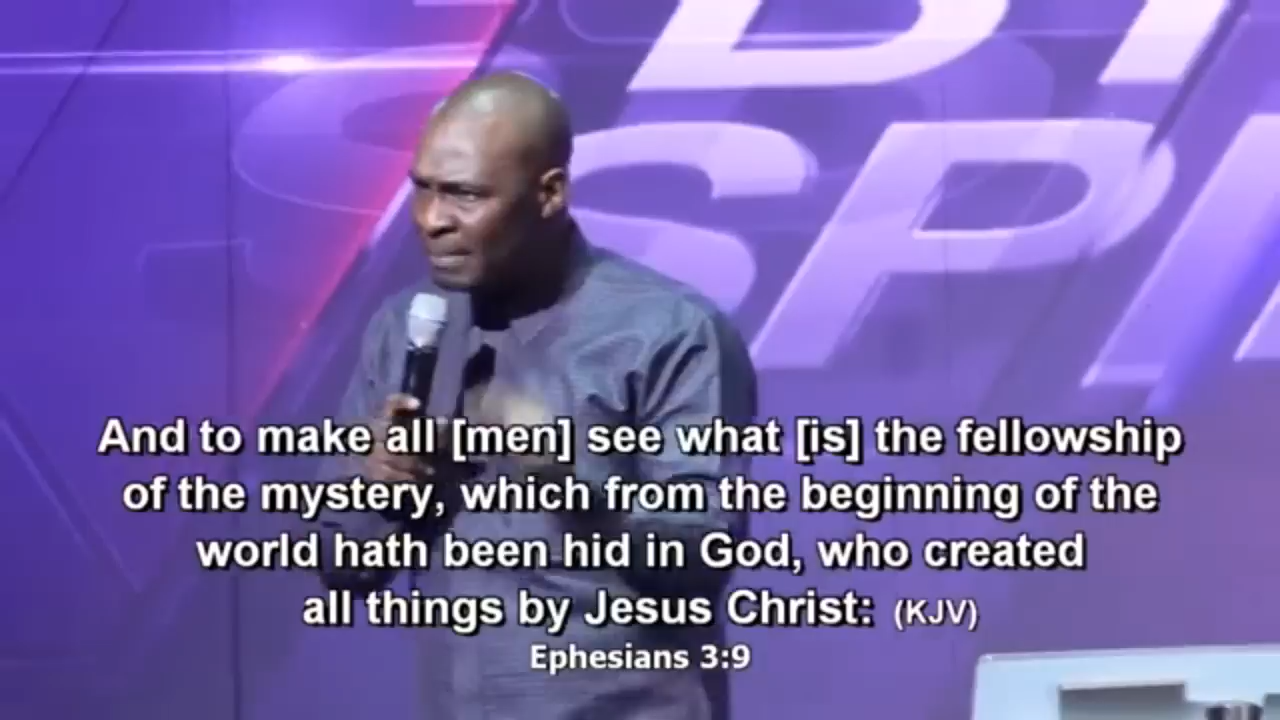 SPI
And to make all [men] see what [is] the fellowship
of the mystery, which from the beginning of the
world hath been hid in God, who created
all things by Jesus Christ: (KJV)
Ephesians 3:9